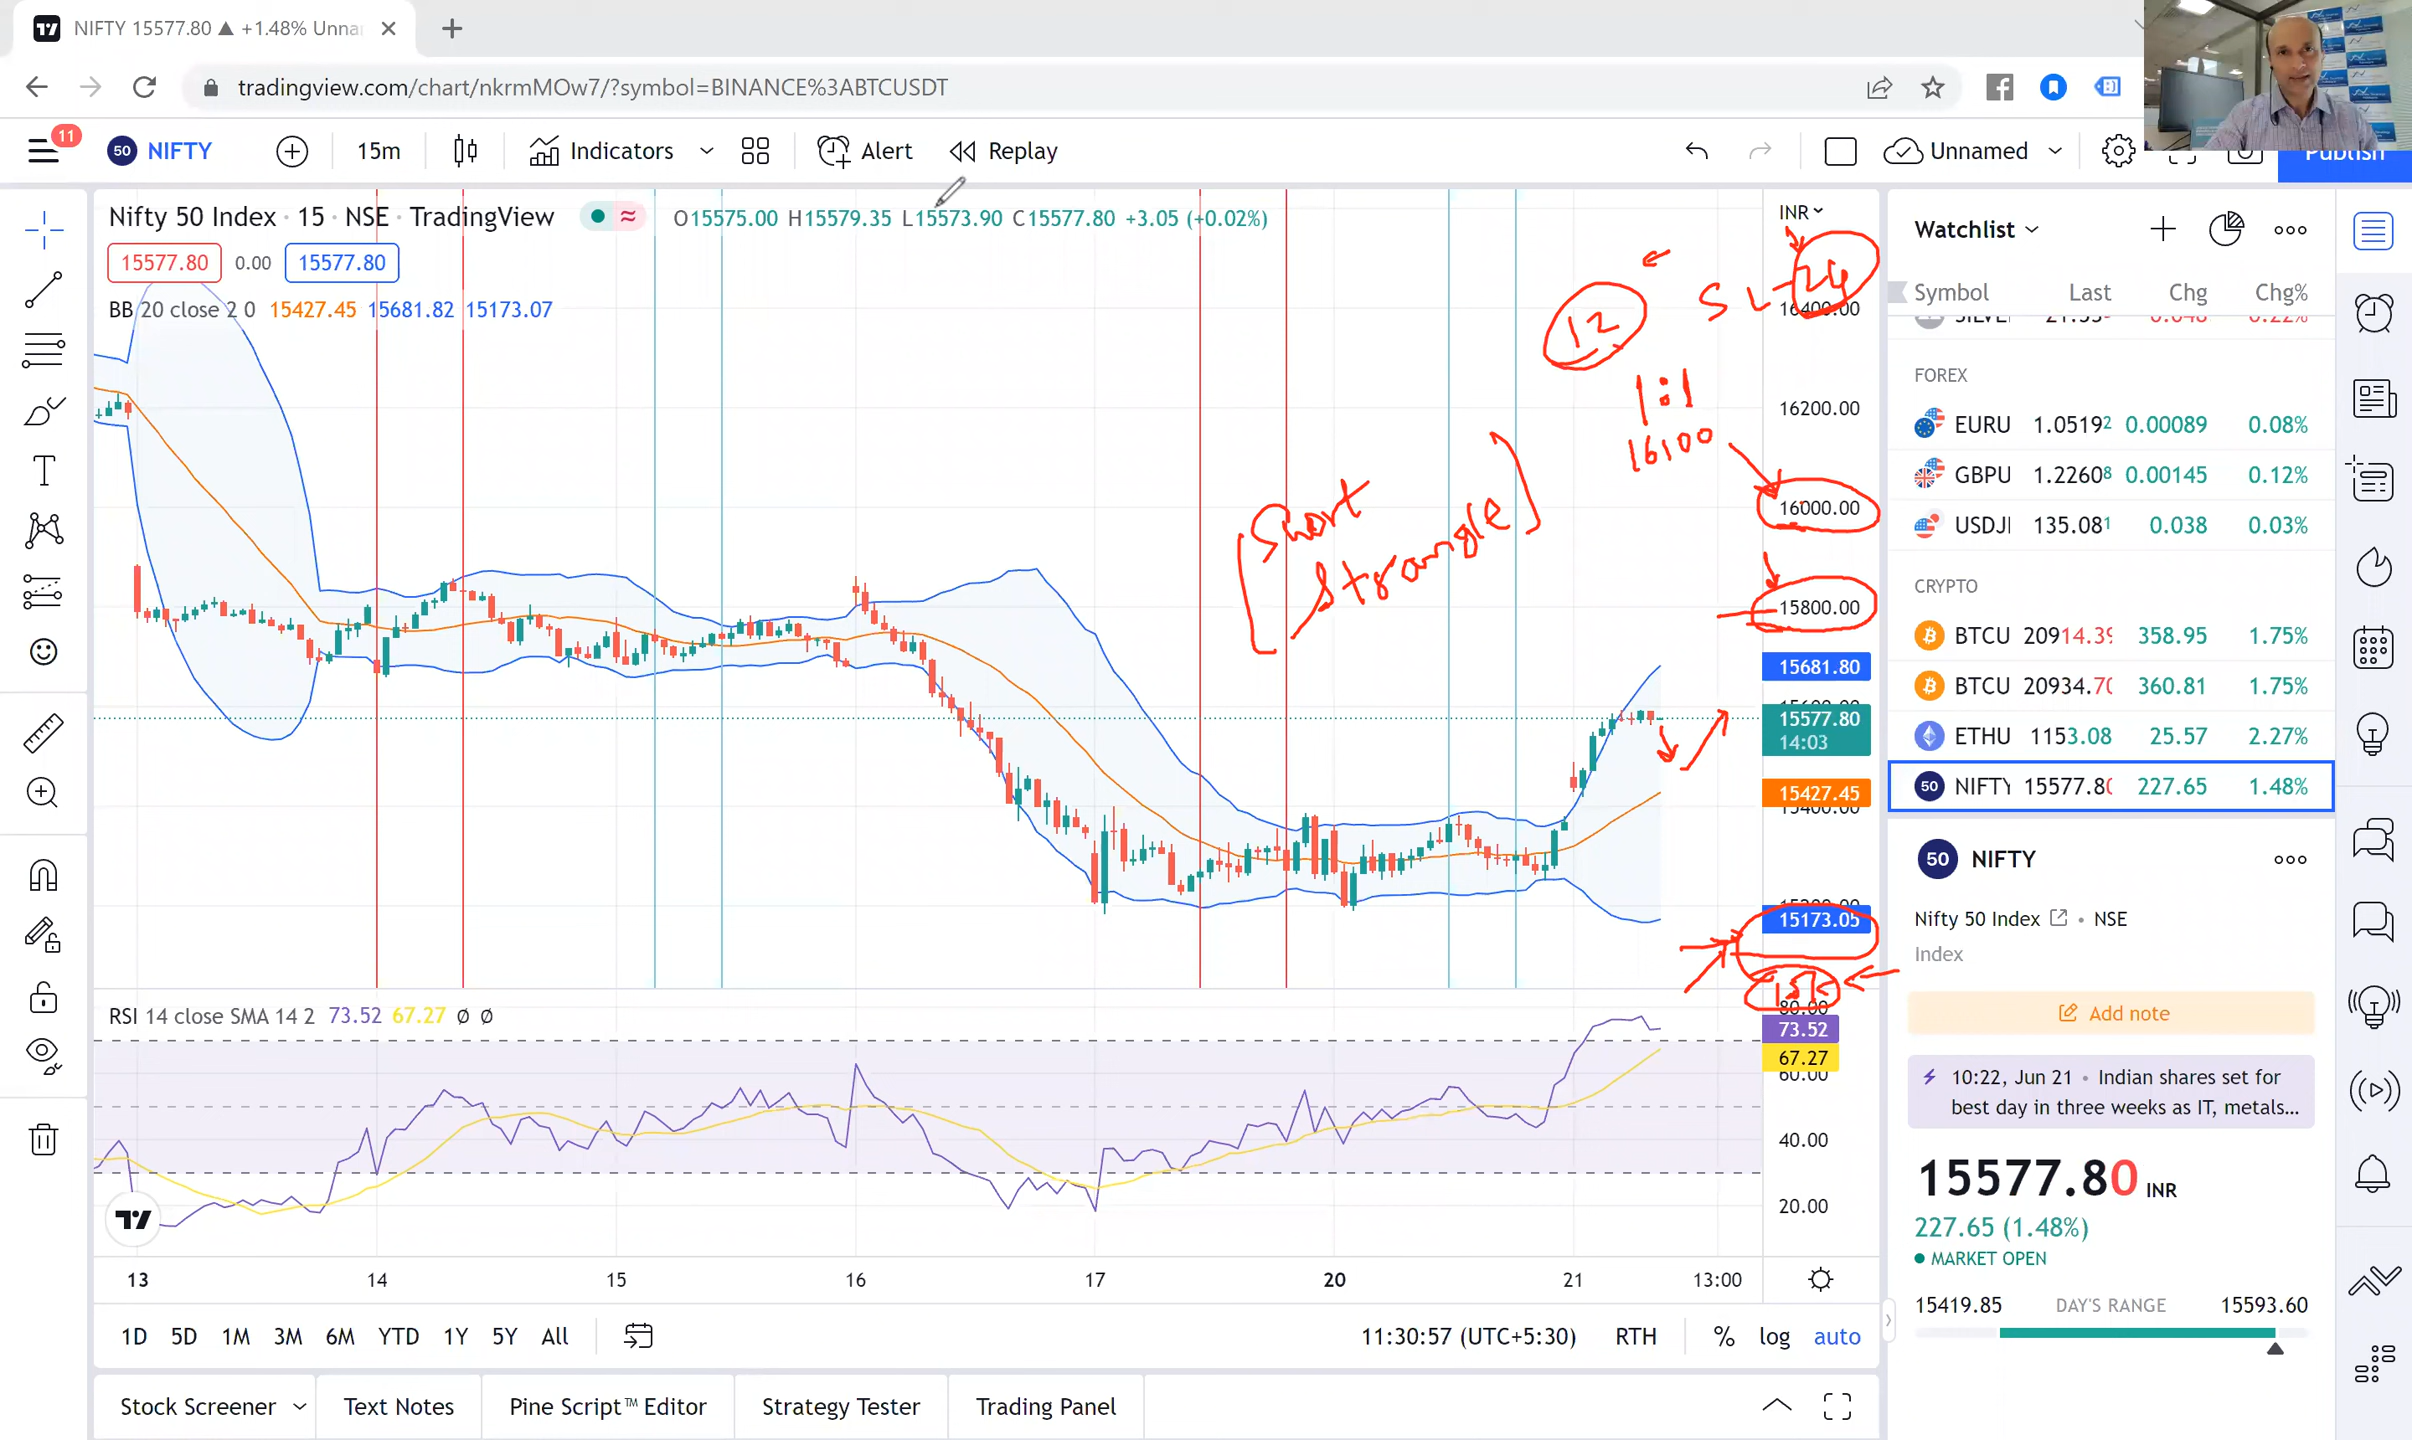 NIFTY 15577.80 ▲ +1.48% Unna
tradingview.com/chart/nkrmMOw7/?symbol=BINANCE%3ABTCUSDT
11
50 NIFTY
15m
Indicators
Alert
Replay
Unnamed
Publish
Nifty 50 Index · 15 · NSE · TradingView
O15575.00 H15579.35 L15573.90 C15577.80 +3.05 (+0.02%)
15577.80 0.00 15577.80
BB 20 close 2 0 15427.45 15681.82 15173.07
INR
SL-24
12
16400.00
1:1
16200.00
16100
16000.00
[Short
Strangle]
15800.00
15681.80
15577.80
14:03
15427.45
15173.05
15k
RSI 14 close SMA 14 2 73.52 67.27 Ø Ø
80.00
73.52
67.27
60.00
40.00
20.00
13 14 15 16 17 20 21 13:00
1D 5D 1M 3M 6M YTD 1Y 5Y All
11:30:57 (UTC+5:30) RTH % log auto
Stock Screener Text Notes Pine Script™ Editor Strategy Tester Trading Panel
Watchlist
Symbol Last Chg Chg%
FOREX
EURU 1.05192 0.00089 0.08%
GBPU 1.22608 0.00145 0.12%
USDJ 135.081 0.038 0.03%
CRYPTO
BTCU 20914.39 358.95 1.75%
BTCU 20934.70 360.81 1.75%
ETHU 1153.08 25.57 2.27%
50 NIFTY 15577.80 227.65 1.48%
50 NIFTY
Nifty 50 Index • NSE
Index
Add note
10:22, Jun 21 • Indian shares set for
best day in three weeks as IT, metals...
15577.80 INR
227.65 (1.48%)
MARKET OPEN
15419.85 DAY'S RANGE 15593.60